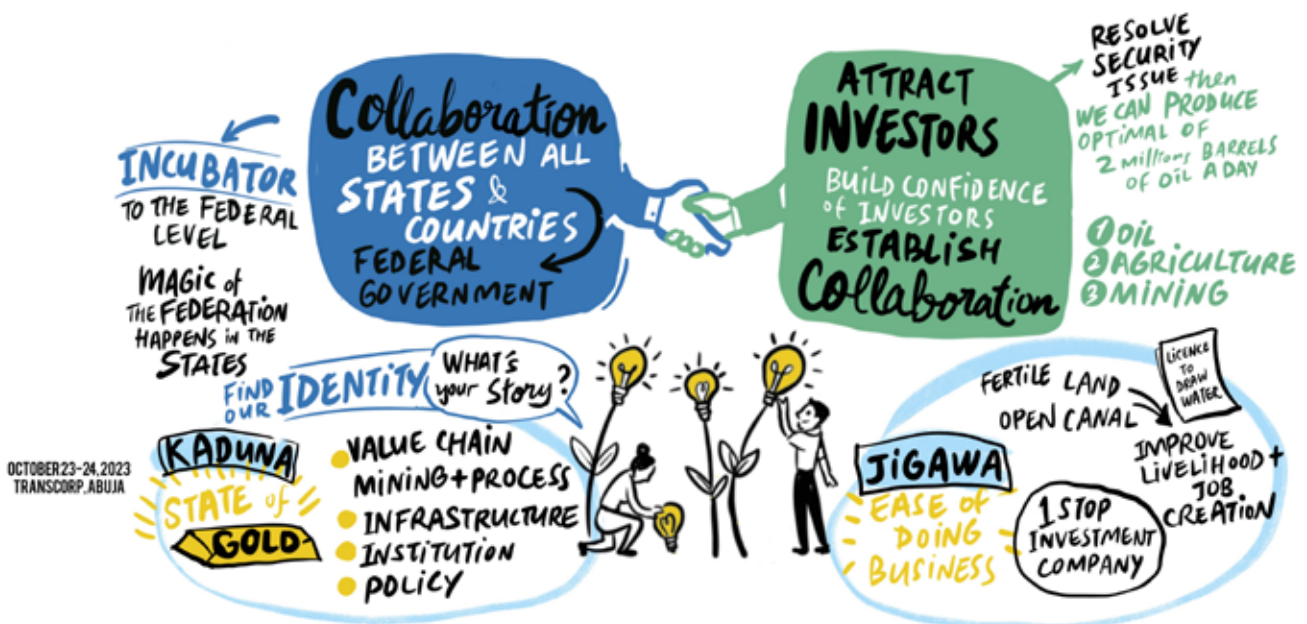 Collaboration
BETWEEN ALL
STATES &
COUNTRIES
FEDERAL
GOVERNMENT
INCUBATOR
TO THE FEDERAL
LEVEL
MAGIC of
THE FEDERATION
HAPPENS iN THE
STATES
ATTRACT
INVESTORS
BUILD CONFIDENCE
of INVESTORS
ESTABLISH
Collaboration
RESOLVE
SECURITY
ISSUE then
WE CAN PRODUCE
OPTiMAL OF
2 millions BARRELS
OF OIL A DAY
1 OIL
2 AGRICULTURE
3 MINING
FIND
OUR IDENTITY
WHAT'S
your Story?
KADUNA
STATE of
GOLD
VALUE CHAIN
MINING + PROCESS
INFRASTRUCTURE
INSTITUTION
POLICY
OCTOBER 23-24, 2023
TRANSCORP, ABUJA
FERTILE LAND
OPEN CANAL
LICENCE
TO
DRAW
WATER
IMPROVE
LIVELIHOOD +
JOB
CREATION
JiGAWA
EASE of
DOING
BUSINESS
1 STOP
INVESTMENT
COMPANY